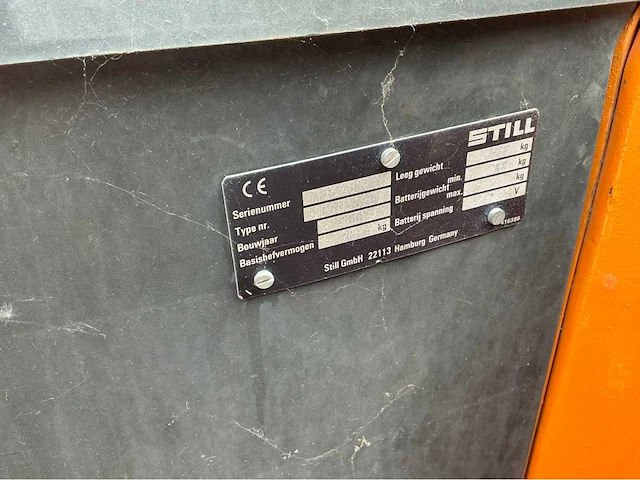 CE
STILL
Serienummer
Type nr.
Bouwjaar
Basishefvermogen kg
Leeg gewicht kg
Batterijgewicht min. kg
max. kg
Batterij spanning V
Still GmbH 22113 Hamburg Germany